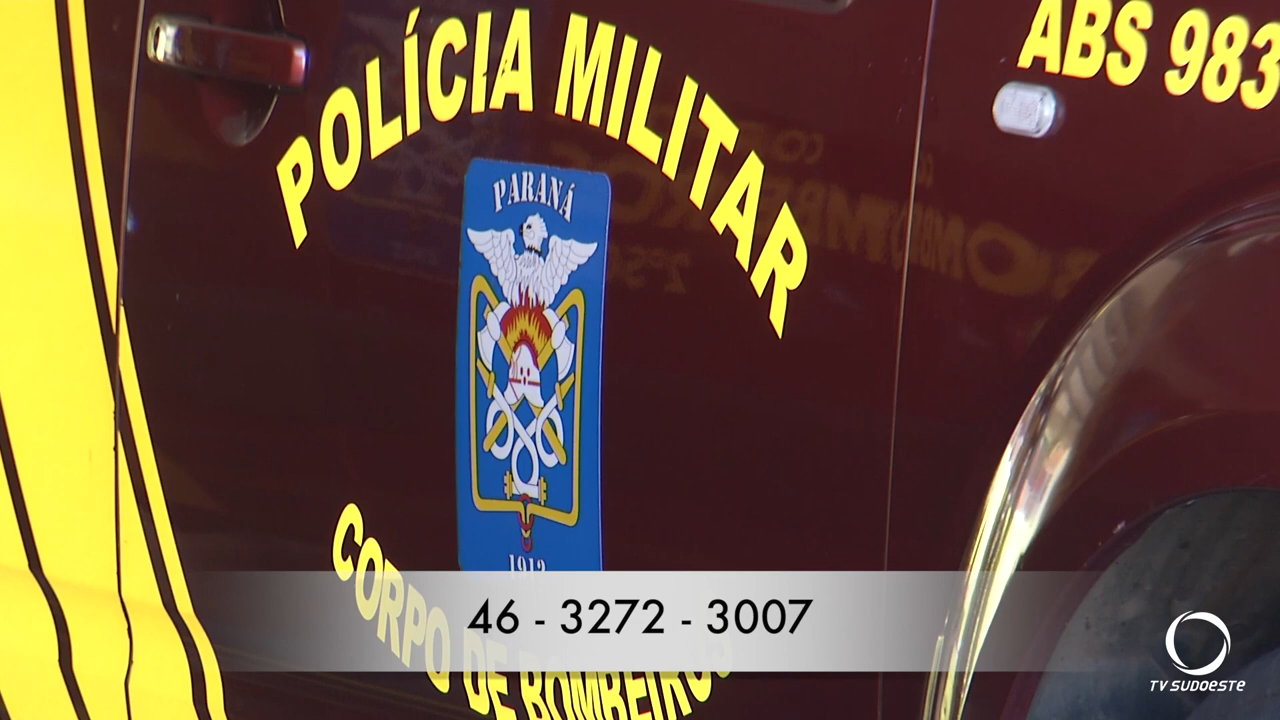 POLÍCIA MILITAR
ABS 983
PARANÁ
1912
CORPO DE BOMBEIROS
46 - 3272 - 3007
TV SUDOESTE